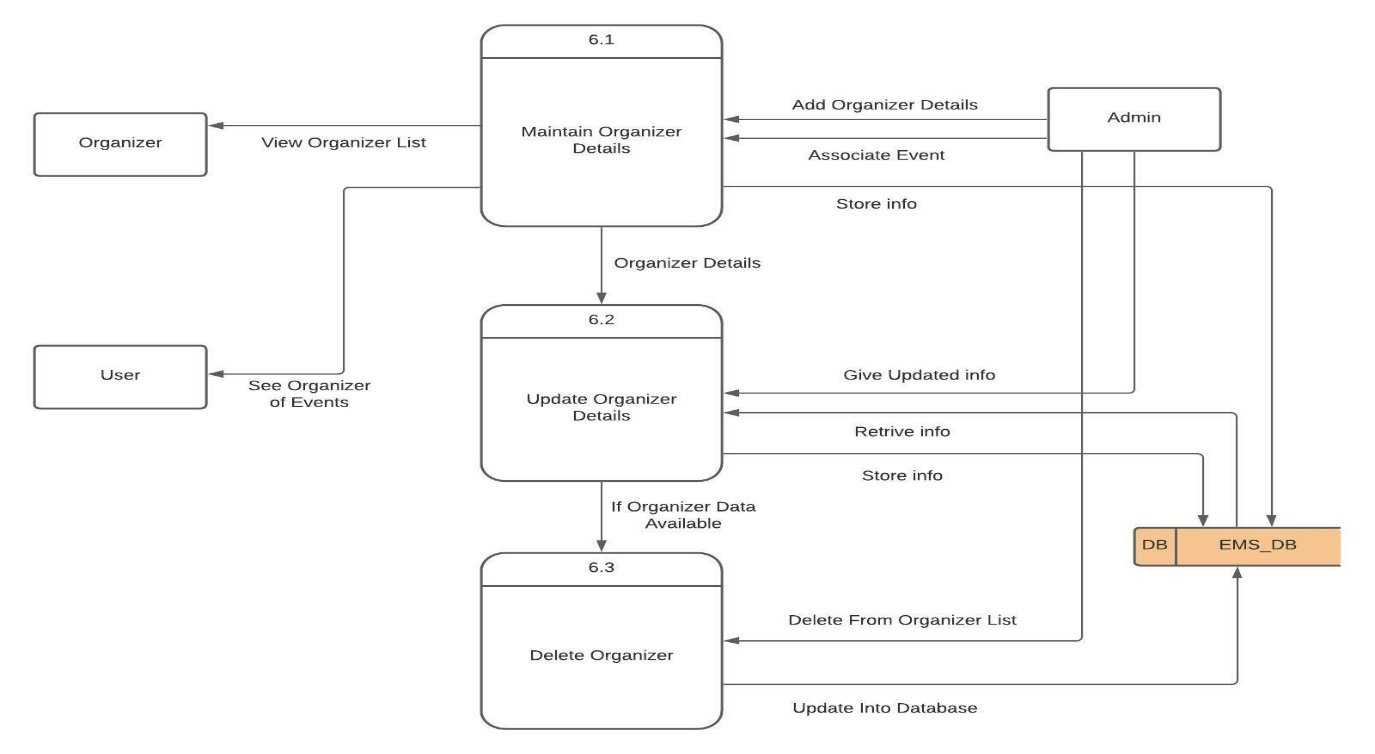 6.1
Add Organizer Details
Admin
Maintain Organizer
Details
Organizer
View Organizer List
Associate Event
Store info
Organizer Details
6.2
User
See Organizer
of Events
Give Updated info
Update Organizer
Details
Retrive info
Store info
If Organizer Data
Available
DB
EMS_DB
6.3
Delete From Organizer List
Delete Organizer
Update Into Database